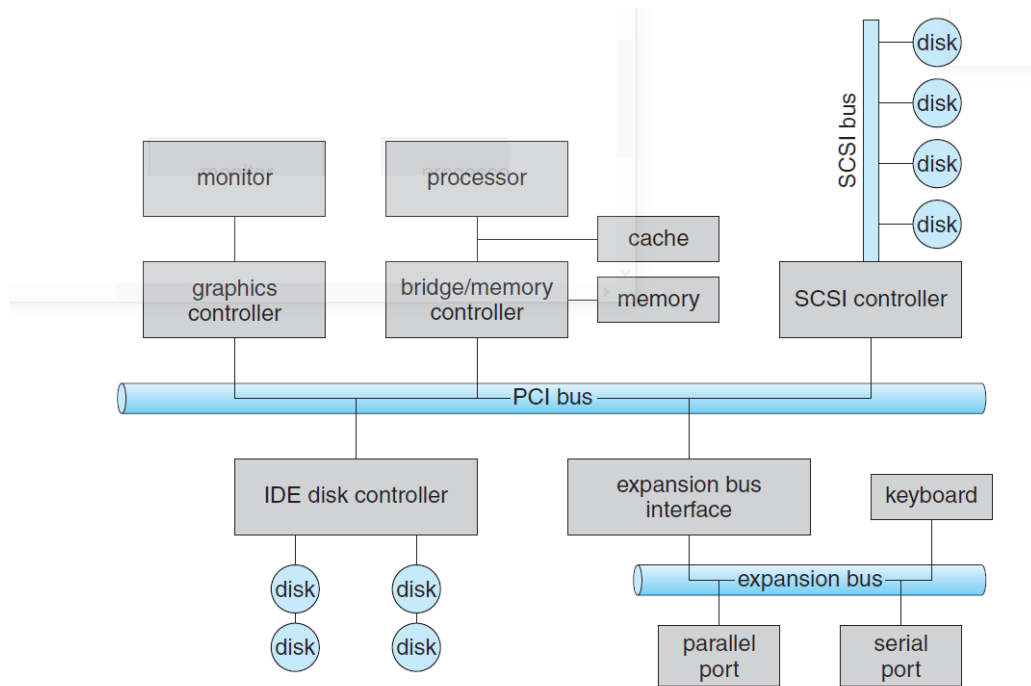 disk
disk
SCSI bus
disk
disk
monitor
processor
cache
graphics
controller
bridge/memory
controller
memory
SCSI controller
PCI bus
IDE disk controller
expansion bus
interface
keyboard
disk
disk
expansion bus
disk
disk
parallel
port
serial
port